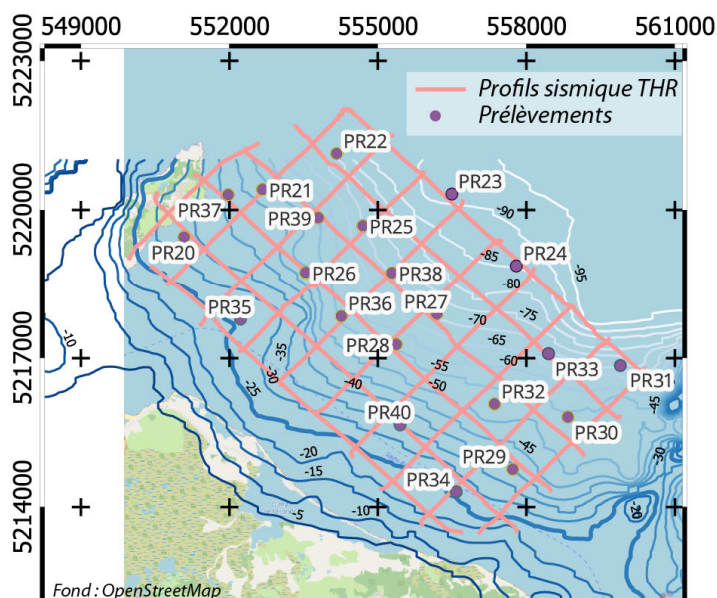 549000 552000 555000 558000 561000
5223000
5220000
5217000
5214000
Profils sismique THR
Prélèvements
PR22
PR23
PR37
PR21
PR39
PR25
PR20
PR24
PR26
PR38
PR35
PR36
PR27
PR28
PR33
PR31
PR32
PR30
PR40
PR29
PR34
-90
-95
-85
-80
-75
-70
-65
-60
-55
-50
-45
-40
-35
-30
-25
-20
-15
-10
-5
-10
-45
-45
-30
-20
Fond : OpenStreetMap